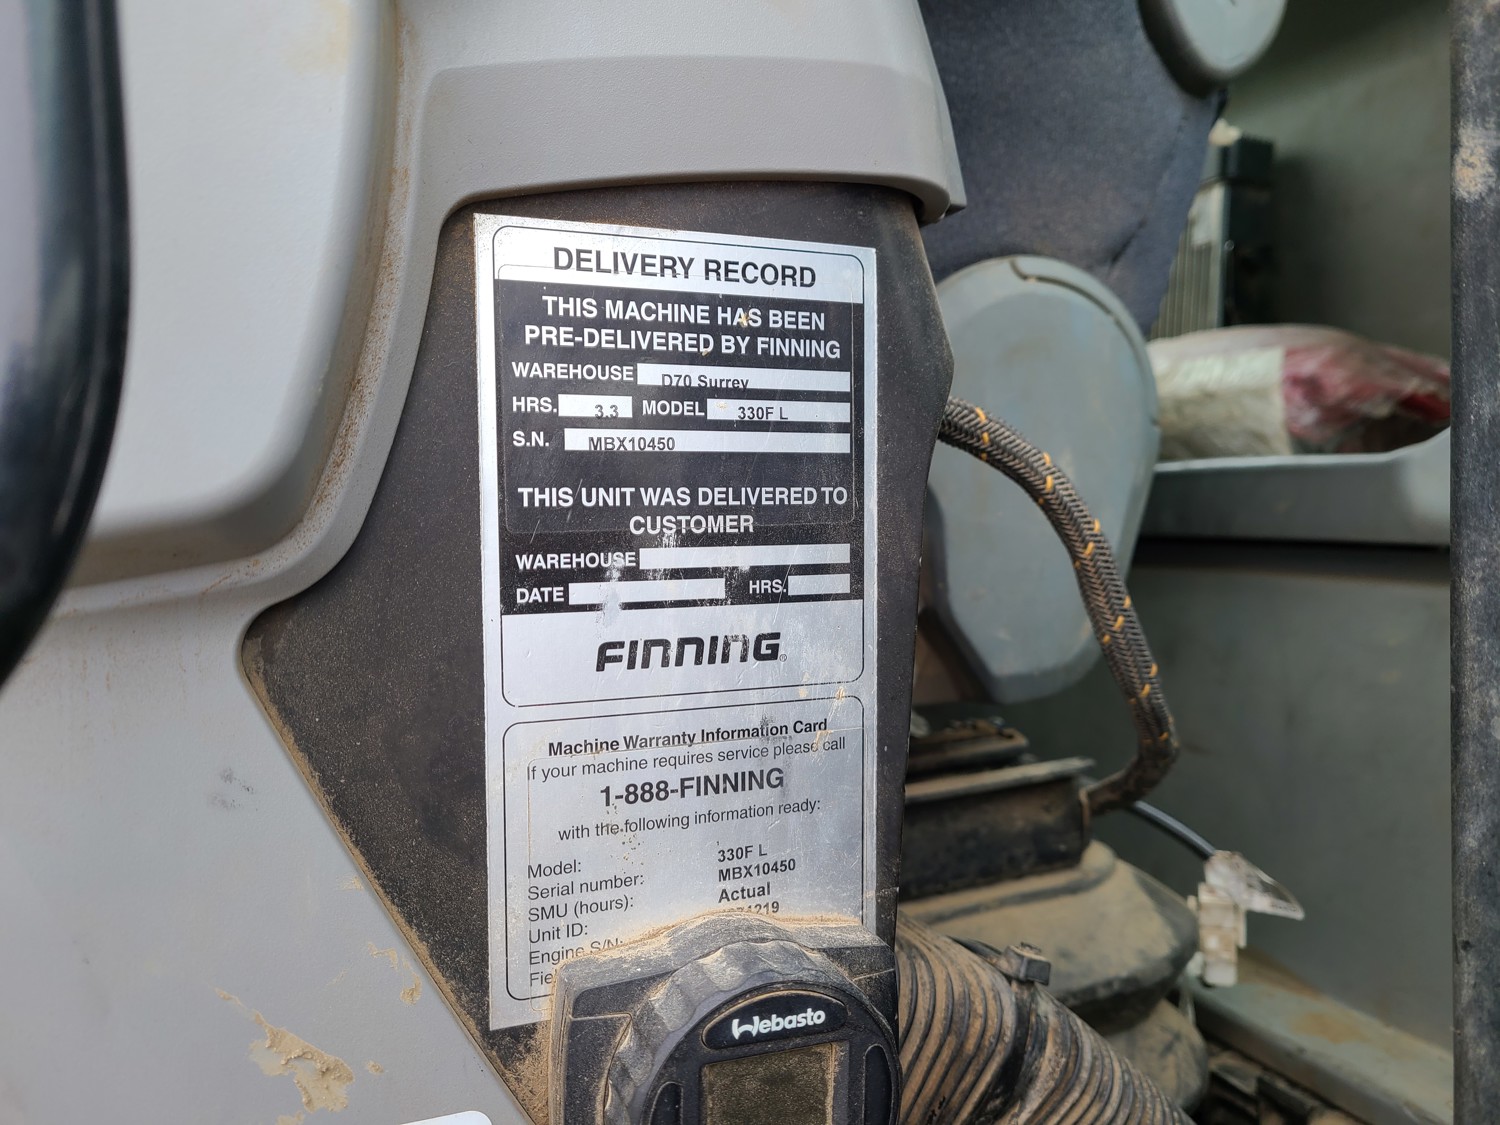 DELIVERY RECORD
THIS MACHINE HAS BEEN
PRE-DELIVERED BY FINNING
WAREHOUSE D70 Surrey
HRS. 3.3 MODEL 330F L
S.N. MBX10450
THIS UNIT WAS DELIVERED TO
CUSTOMER
WAREHOUSE
DATE HRS.
FINNING
Machine Warranty Information Card
If your machine requires service please call
1-888-FINNING
with the following information ready:
Model: 330F L
Serial number: MBX10450
SMU (hours): Actual
Unit ID:
Engine S/N:
Webasto